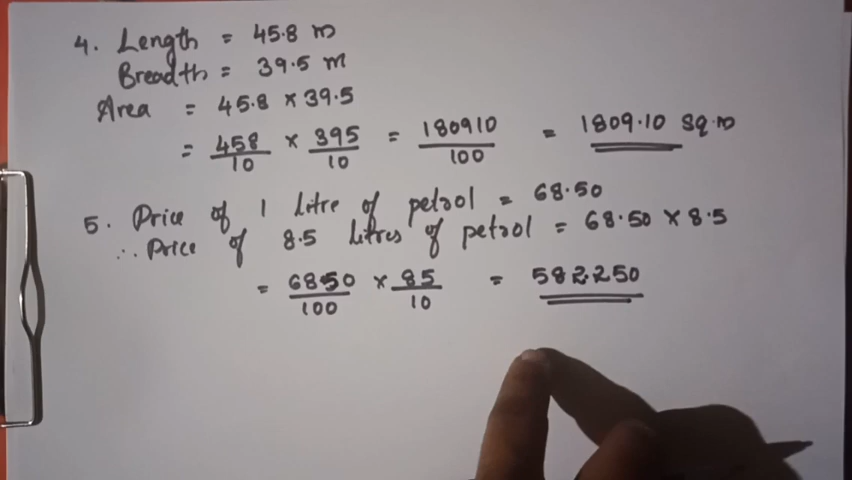 4. Length = 45.8 m
Breadth = 39.5 m
Area = 45.8 × 39.5
= 458/10 × 395/10 = 180910/100 = 1809.10 sq.m
5. Price of 1 litre of petrol = 68.50
∴ Price of 8.5 litres of petrol = 68.50 × 8.5
= 6850/100 × 85/10 = 582.250